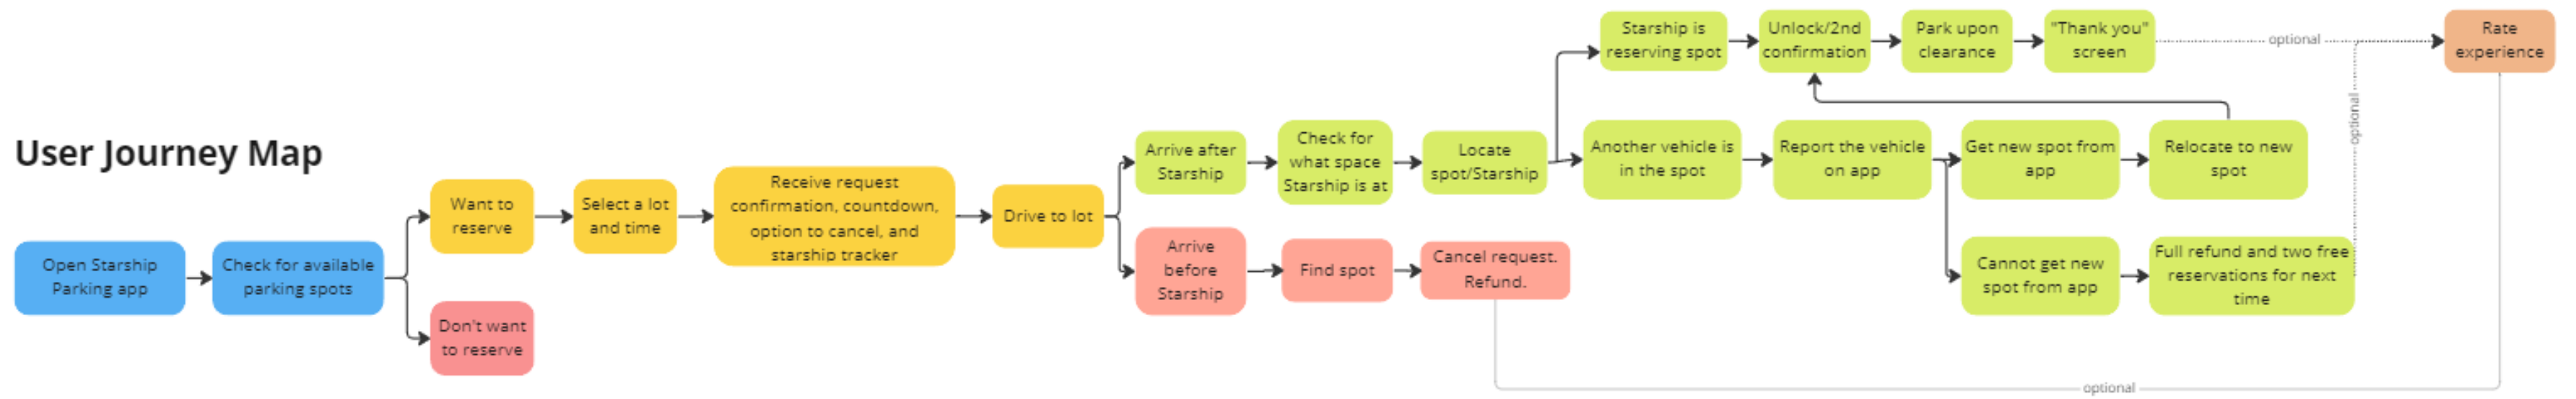 User Journey Map
Open Starship
Parking app
Check for available
parking spots
Want to
reserve
Don't want
to reserve
Select a lot
and time
Receive request
confirmation, countdown,
option to cancel, and
starship tracker
Drive to lot
Arrive after
Starship
Check for
what space
Starship is at
Locate
spot/Starship
Arrive
before
Starship
Find spot
Cancel request.
Refund.
Starship is
reserving spot
Unlock/2nd
confirmation
Park upon
clearance
"Thank you"
screen
optional
Rate
experience
Another vehicle is
in the spot
Report the vehicle
on app
Get new spot from
app
Relocate to new
spot
Cannot get new
spot from app
Full refund and two free
reservations for next
time
optional
optional